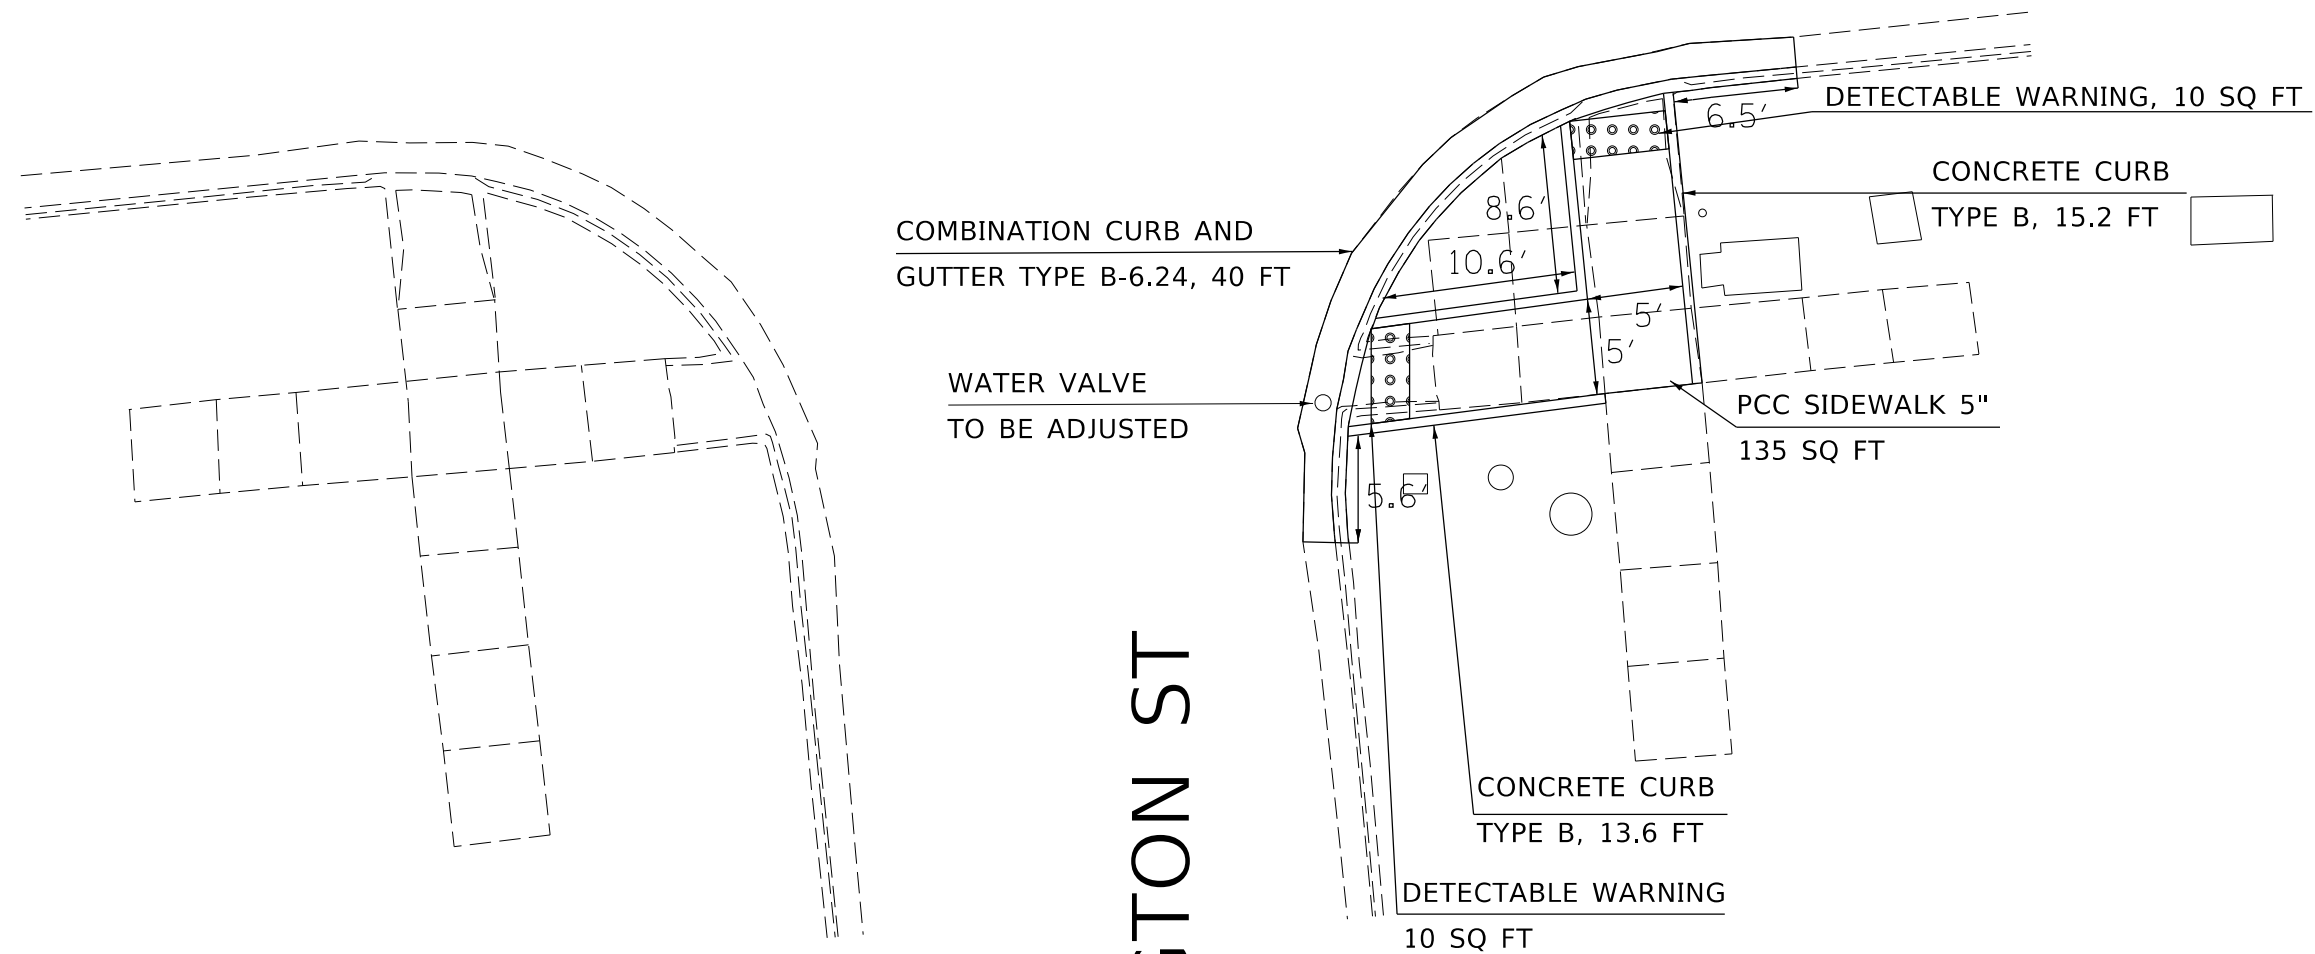 DETECTABLE WARNING, 10 SQ FT
6.5'
CONCRETE CURB
TYPE B, 15.2 FT
8.6'
COMBINATION CURB AND
GUTTER TYPE B-6.24, 40 FT
10.6'
5'
5'
WATER VALVE
TO BE ADJUSTED
PCC SIDEWALK 5"
135 SQ FT
5.6'
GTON ST
CONCRETE CURB
TYPE B, 13.6 FT
DETECTABLE WARNING
10 SQ FT